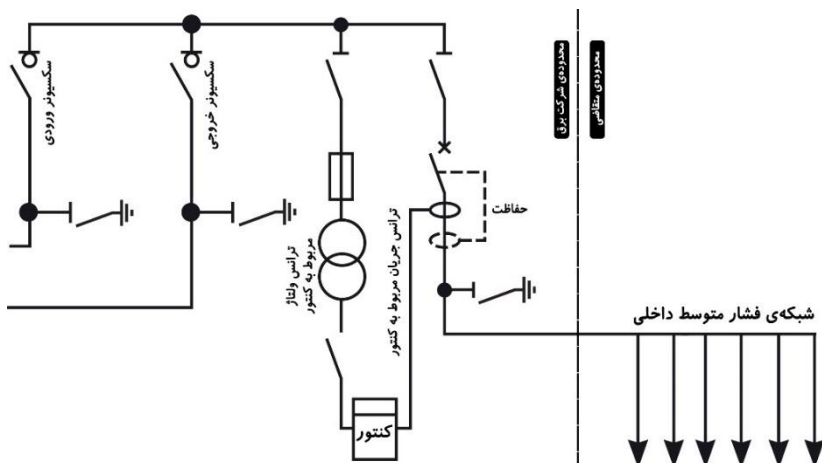 سکسیونر ورودی
سکسیونر خروجی
ترانس ولتاژ
مربوط به کنتور
ترانس جریان مربوط به کنتور
حفاظت
محدوده‌ی شرکت برق
محدوده‌ی متقاضی
شبکه‌ی فشار متوسط داخلی
کنتور